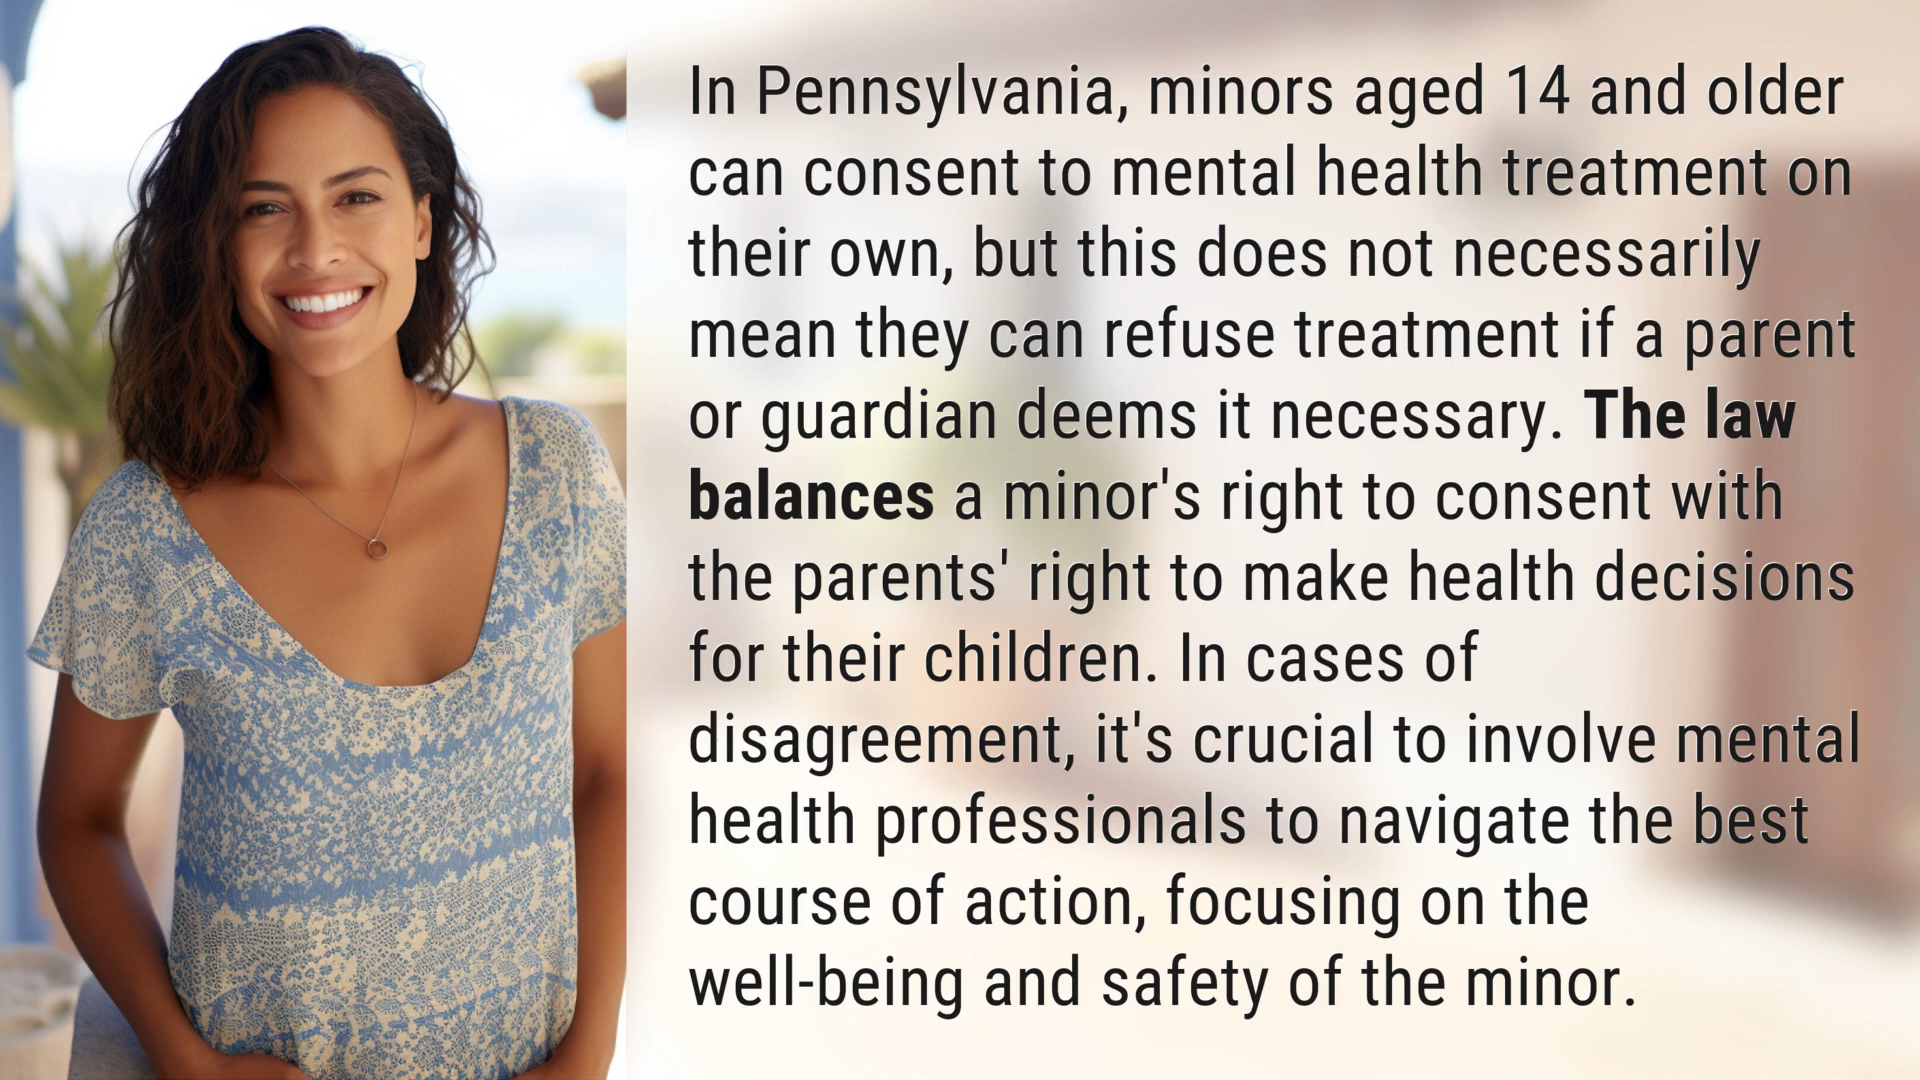 In Pennsylvania, minors aged 14 and older
can consent to mental health treatment on
their own, but this does not necessarily
mean they can refuse treatment if a parent
or guardian deems it necessary. The law
balances a minor's right to consent with
the parents' right to make health decisions
for their children. In cases of
disagreement, it's crucial to involve mental
health professionals to navigate the best
course of action, focusing on the
well-being and safety of the minor.